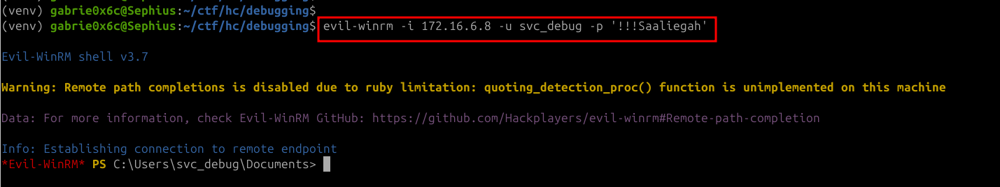 (venv) gabrie0x6c@Sephius:~/ctf/hc/debugging$
(venv) gabrie0x6c@Sephius:~/ctf/hc/debugging$ evil-winrm -i 172.16.6.8 -u svc_debug -p '!!!Saaliegah'
Evil-WinRM shell v3.7
Warning: Remote path completions is disabled due to ruby limitation: quoting_detection_proc() function is unimplemented on this machine
Data: For more information, check Evil-WinRM GitHub: https://github.com/Hackplayers/evil-winrm#Remote-path-completion
Info: Establishing connection to remote endpoint
*Evil-WinRM* PS C:\Users\svc_debug\Documents>